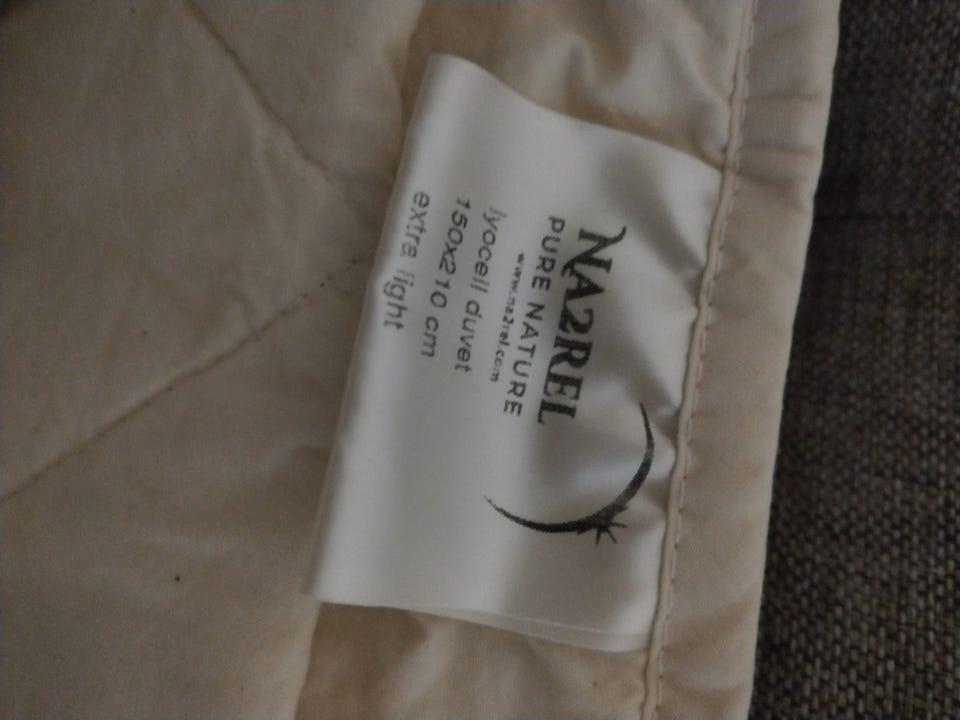 NA2REL
PURE NATURE
www.na2rel.com
lyocell duvet
150x210 cm
extra light